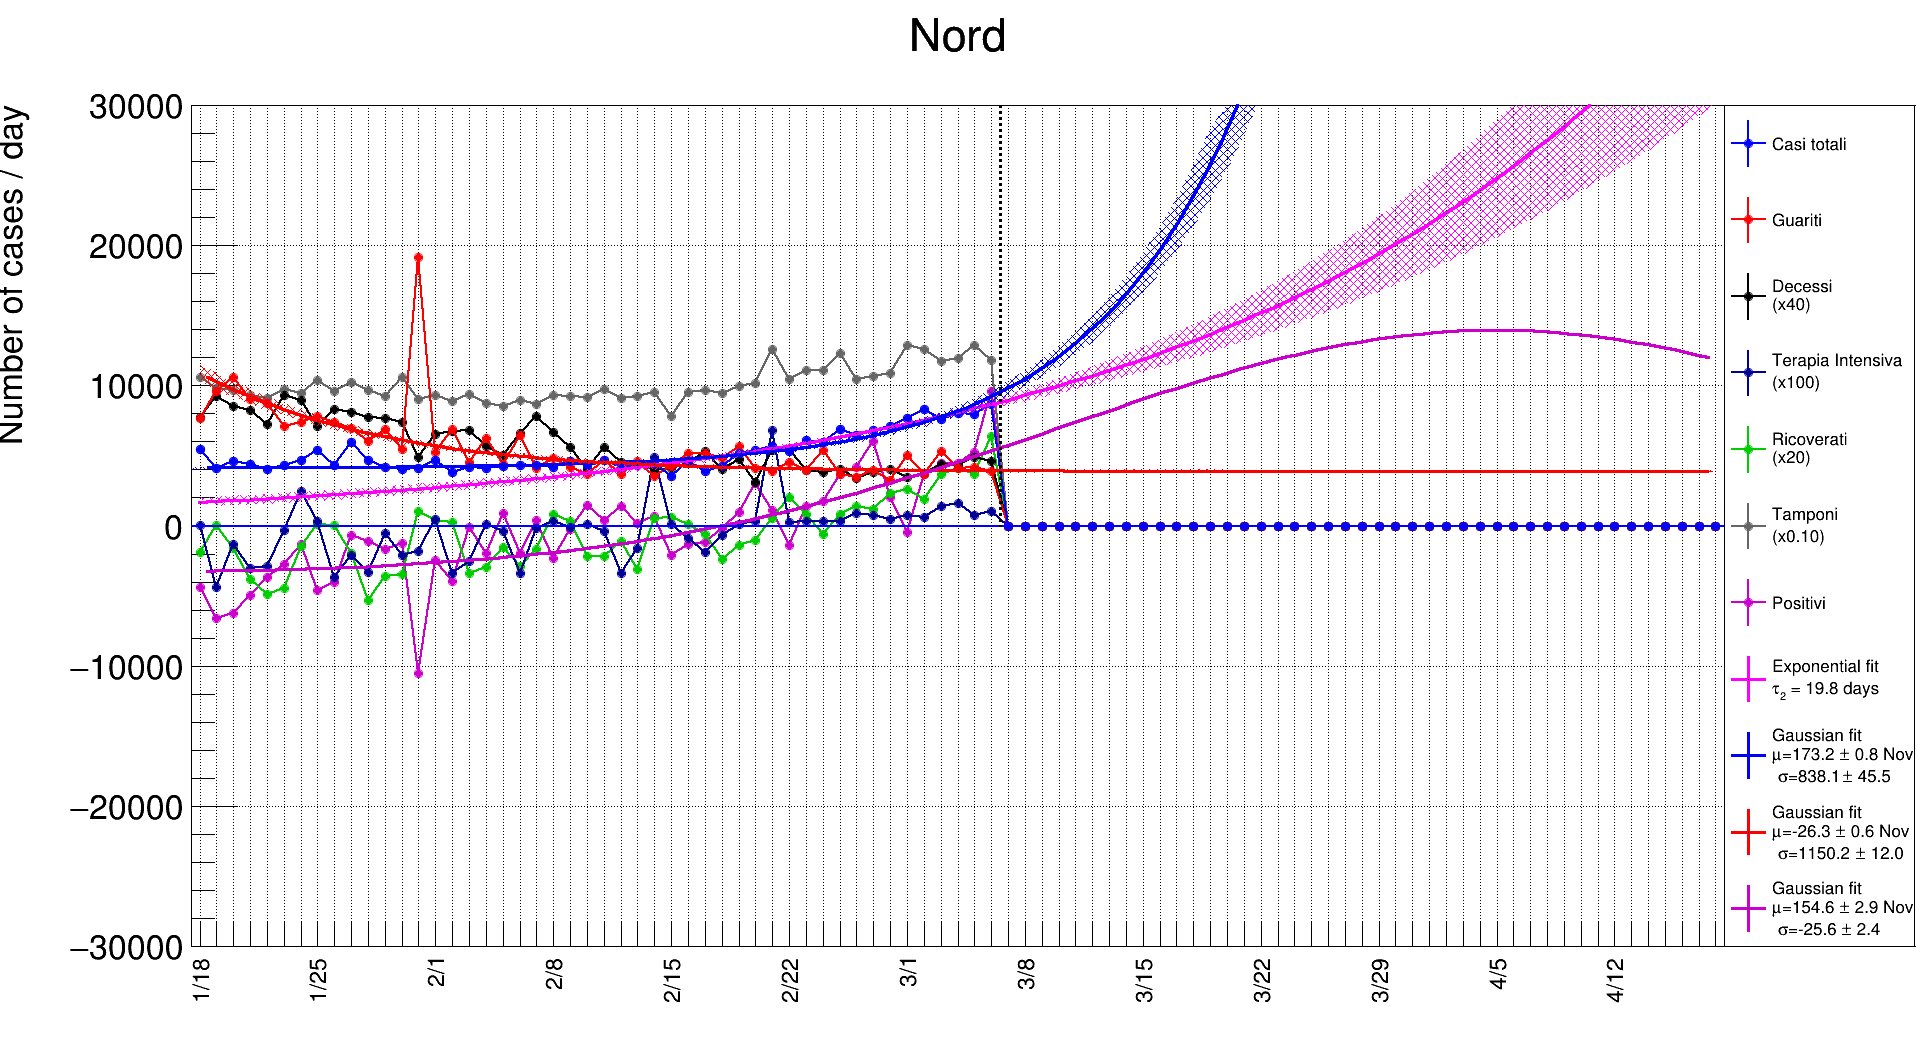 Nord
Number of cases / day
30000
20000
10000
0
−10000
−20000
−30000
1/18
1/25
2/1
2/8
2/15
2/22
3/1
3/8
3/15
3/22
3/29
4/5
4/12
Casi totali
Guariti
Decessi
(x40)
Terapia Intensiva
(x100)
Ricoverati
(x20)
Tamponi
(x0.10)
Positivi
Exponential fit
τ2 = 19.8 days
Gaussian fit
μ=173.2 ± 0.8 Nov
σ=838.1 ± 45.5
Gaussian fit
μ=-26.3 ± 0.6 Nov
σ=1150.2 ± 12.0
Gaussian fit
μ=154.6 ± 2.9 Nov
σ=-25.6 ± 2.4